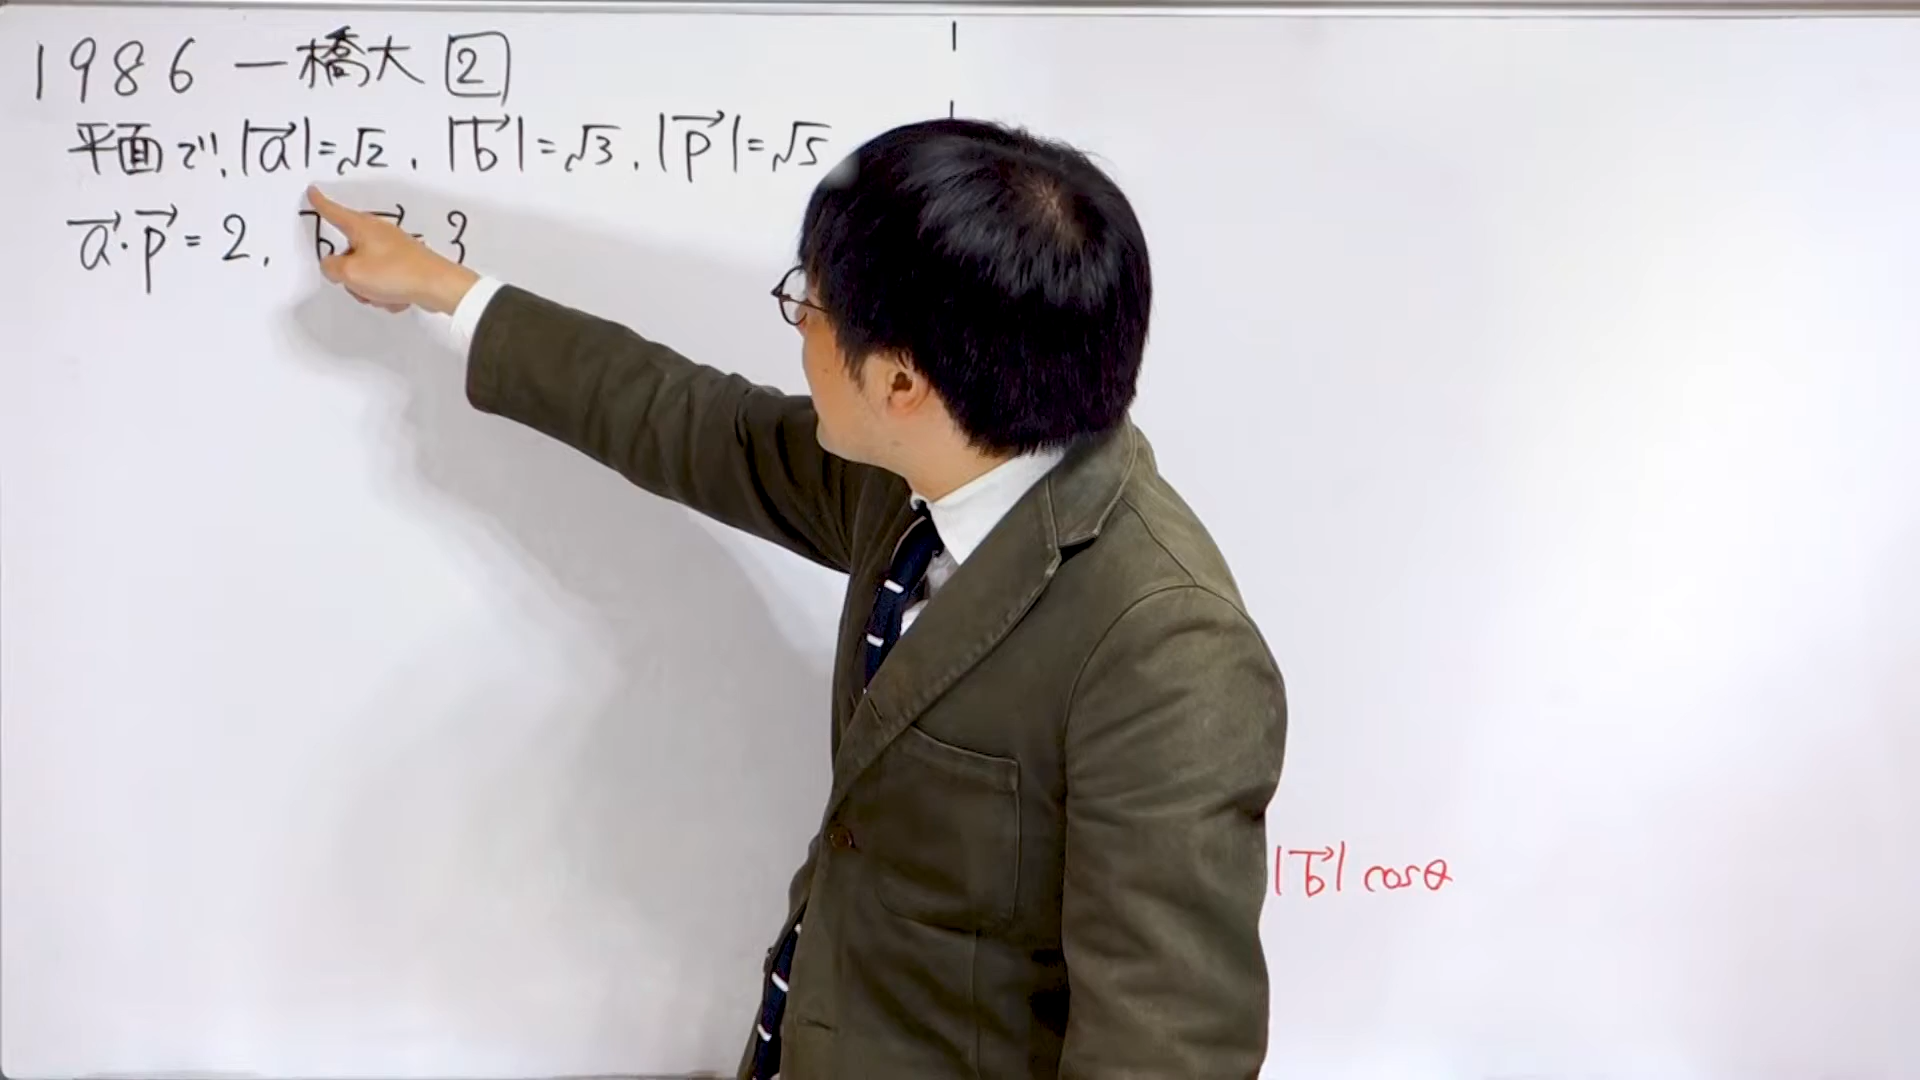 1986 一橋大 2
平面で、|a→|=√2, |b→|=√3, |p→|=√5
a→・p→=2, b→ = 3
|b→| cosθ